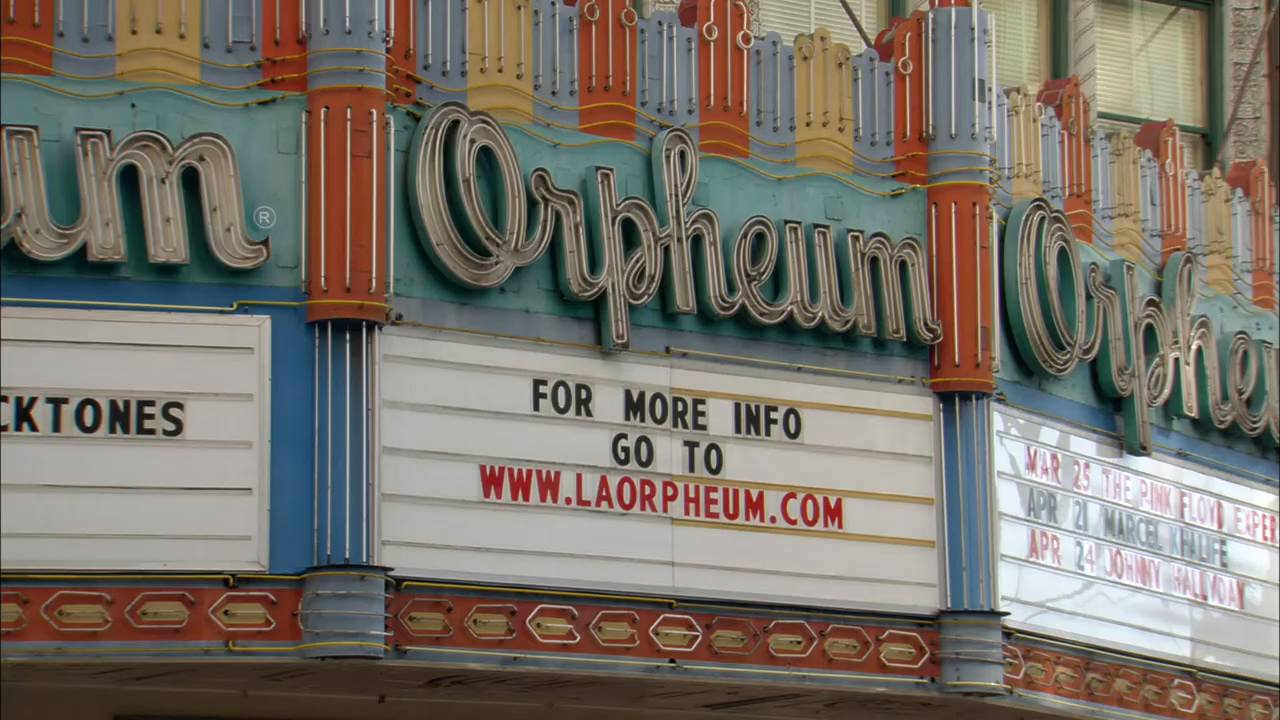 um®
CKTONES
Orpheum
FOR MORE INFO
GO TO
WWW.LAORPHEUM.COM
Orpheu
MAR 25 THE PINK FLOYD EXPER
APR 21 MARCEL KHALIFE
APR 24 JOHNNY HALLYDAY